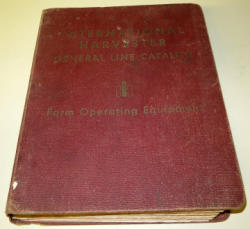 INTERNATIONAL
HARVESTER
GENERAL LINE CATALOG
Farm Operating Equipment